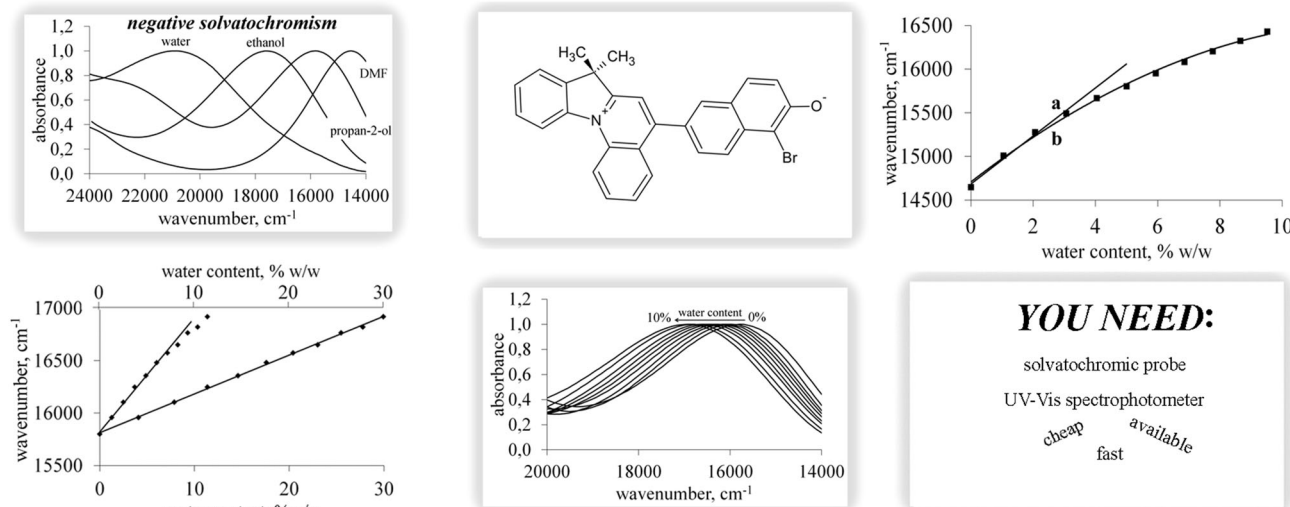 negative solvatochromism
1,2
1,0
0,8
0,6
0,4
0,2
0,0
absorbance
water
ethanol
DMF
propan-2-ol
24000 22000 20000 18000 16000 14000
wavenumber, cm-1
H3C
CH3
N+
O-
Br
16500
16000
15500
15000
14500
wavenumber, cm-1
a
b
0 2 4 6 8 10
water content, % w/w
water content, % w/w
0 10 20 30
17000
16500
16000
15500
wavenumber, cm-1
0 10 20 30
1,2
1,0
0,8
0,6
0,4
0,2
0,0
absorbance
10% water content 0%
20000 18000 16000 14000
wavenumber, cm-1
YOU NEED:
solvatochromic probe
UV-Vis spectrophotometer
cheap available
fast